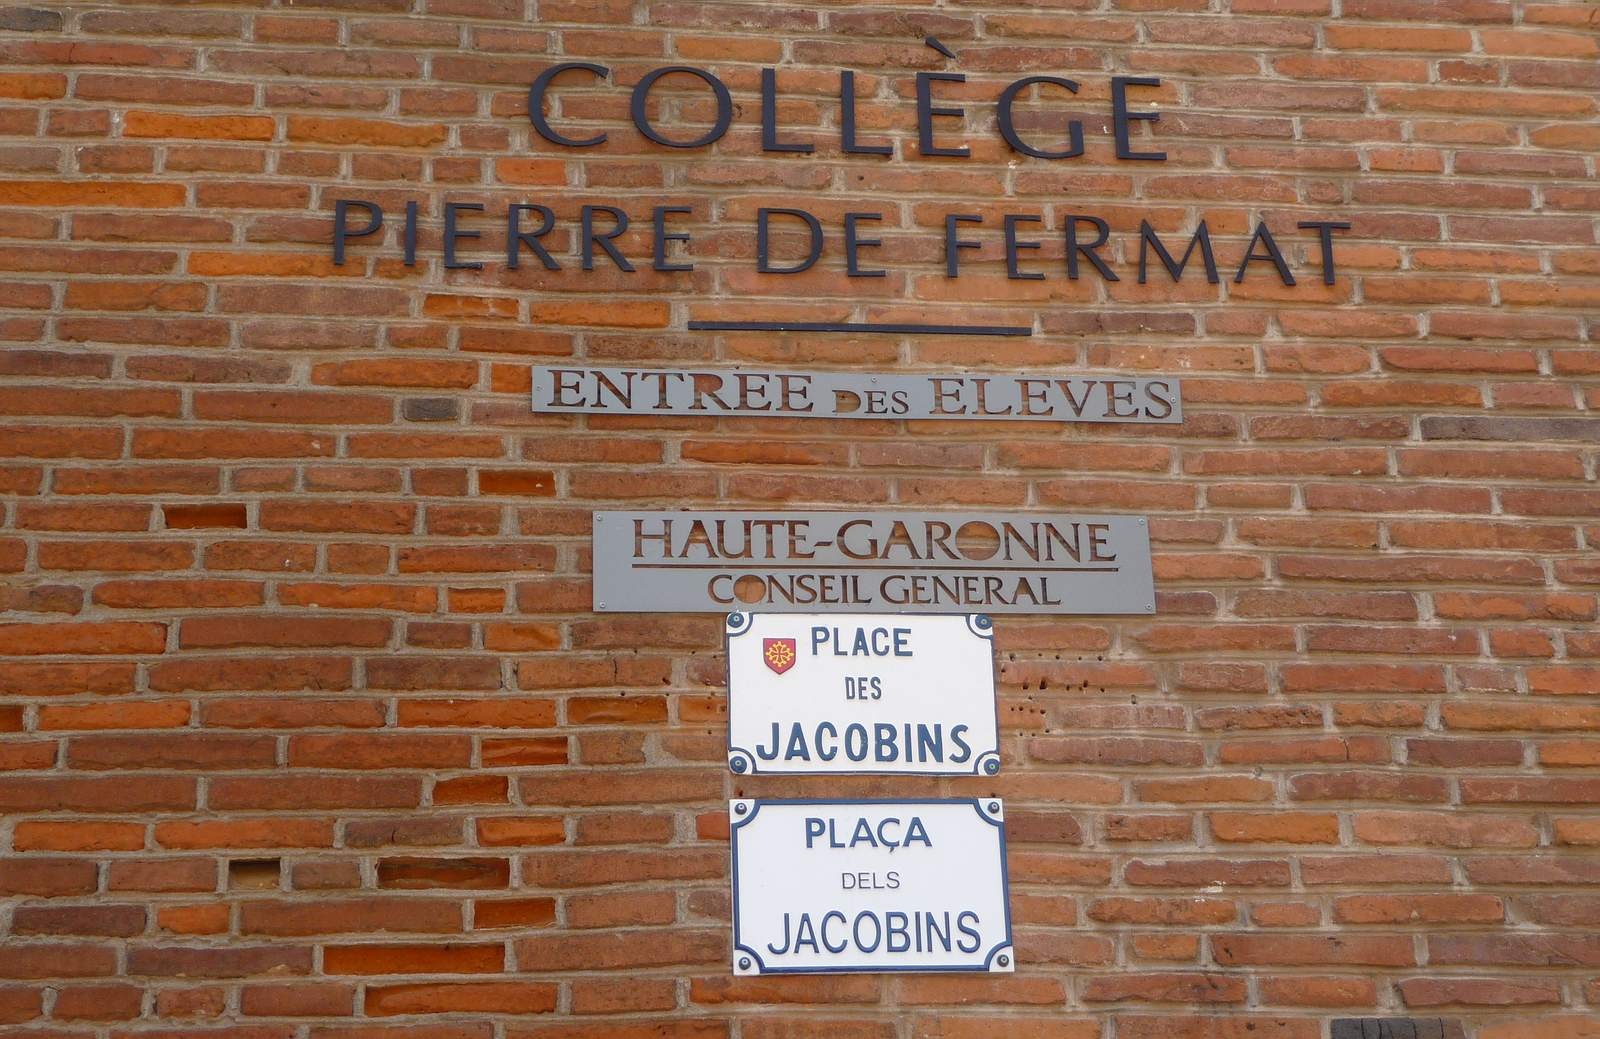 COLLÈGE
PIERRE DE FERMAT
ENTREE DES ELEVES
HAUTE-GARONNE
CONSEIL GENERAL
PLACE
DES
JACOBINS
PLAÇA
DELS
JACOBINS